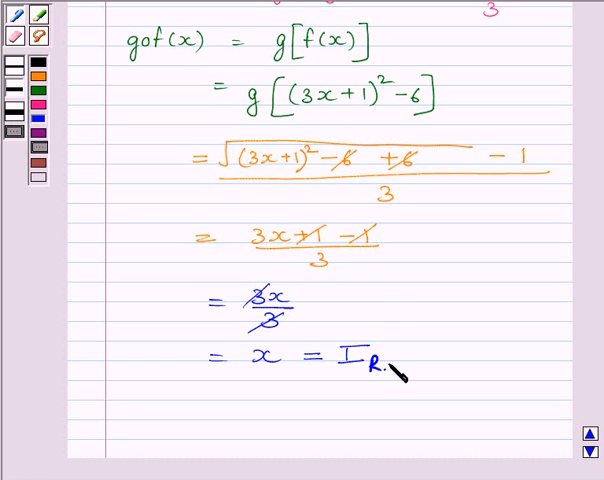 3
gof(x) = g[f(x)]
= g[(3x+1)² -6]
= √(3x+1)² -6 +6 - 1
3
= 3x+1 -1
3
= 3x
3
= x = I_R.